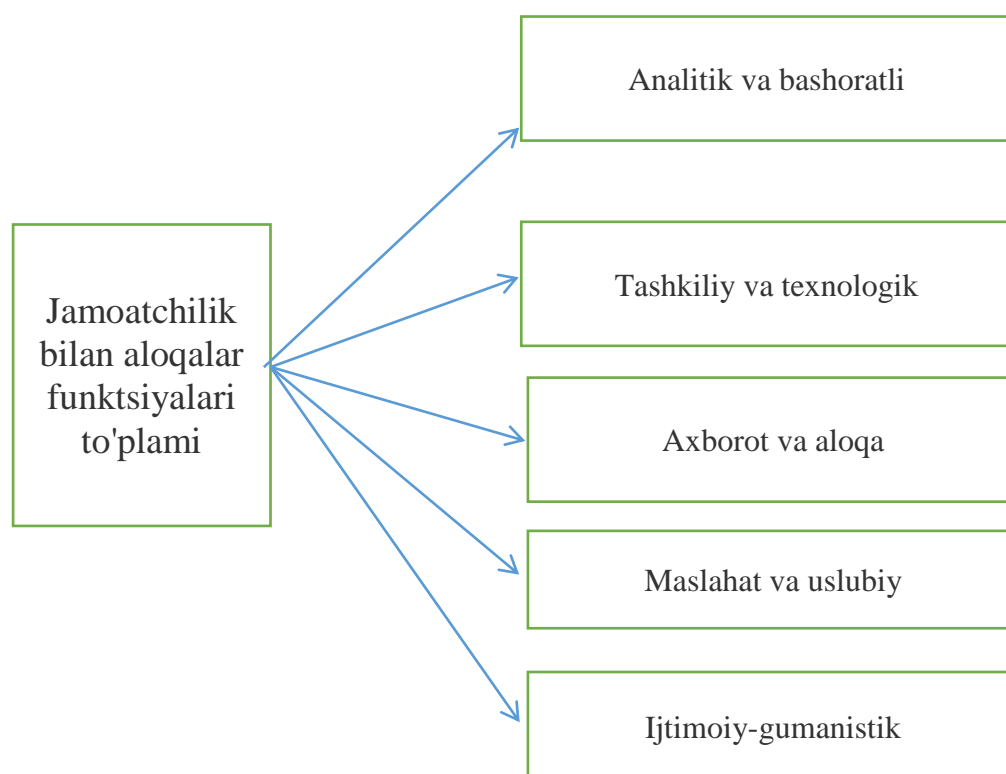 Analitik va bashoratli
Tashkiliy va texnologik
Jamoatchilik
bilan aloqalar
funktsiyalari
to'plami
Axborot va aloqa
Maslahat va uslubiy
Ijtimoiy-gumanistik